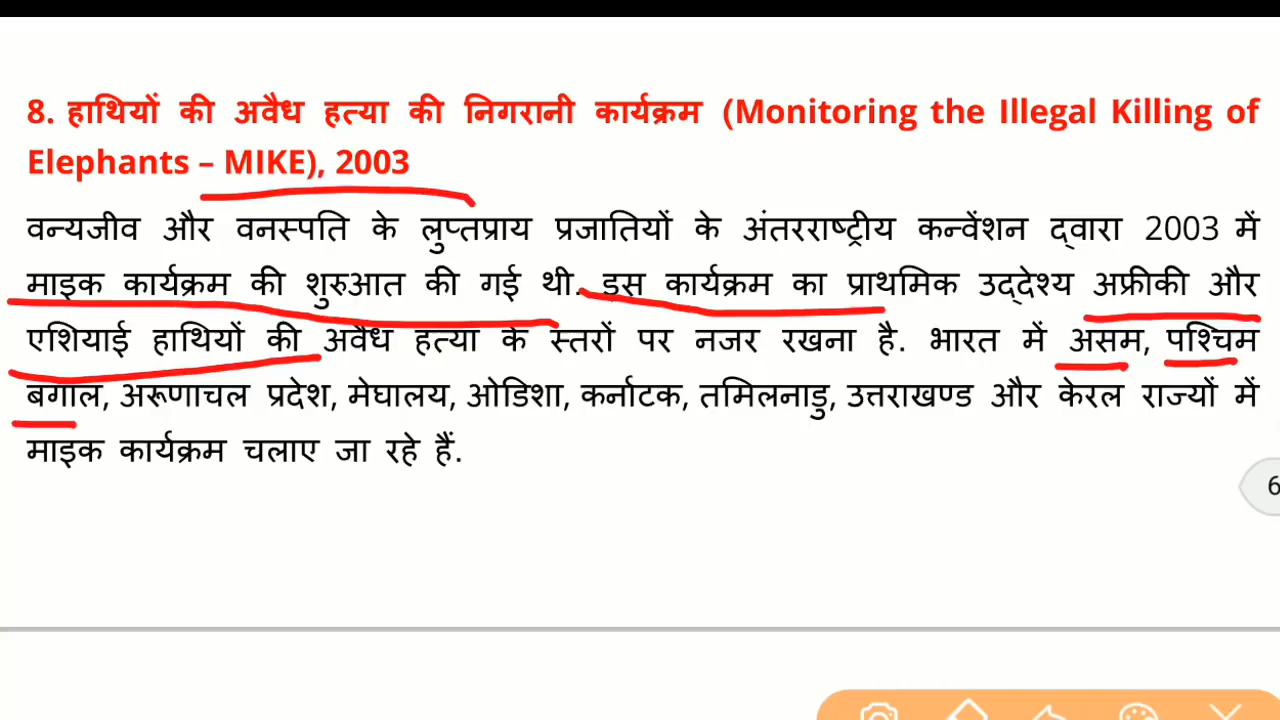 8. हाथियों की अवैध हत्या की निगरानी कार्यक्रम (Monitoring the Illegal Killing of
Elephants – MIKE), 2003
वन्यजीव और वनस्पति के लुप्तप्राय प्रजातियों के अंतरराष्ट्रीय कन्वेंशन द्वारा 2003 में
माइक कार्यक्रम की शुरुआत की गई थी. इस कार्यक्रम का प्राथमिक उद्देश्य अफ्रीकी और
एशियाई हाथियों की अवैध हत्या के स्तरों पर नजर रखना है. भारत में असम, पश्चिम
बंगाल, अरूणाचल प्रदेश, मेघालय, ओडिशा, कर्नाटक, तमिलनाडु, उत्तराखण्ड और केरल राज्यों में
माइक कार्यक्रम चलाए जा रहे हैं.
6